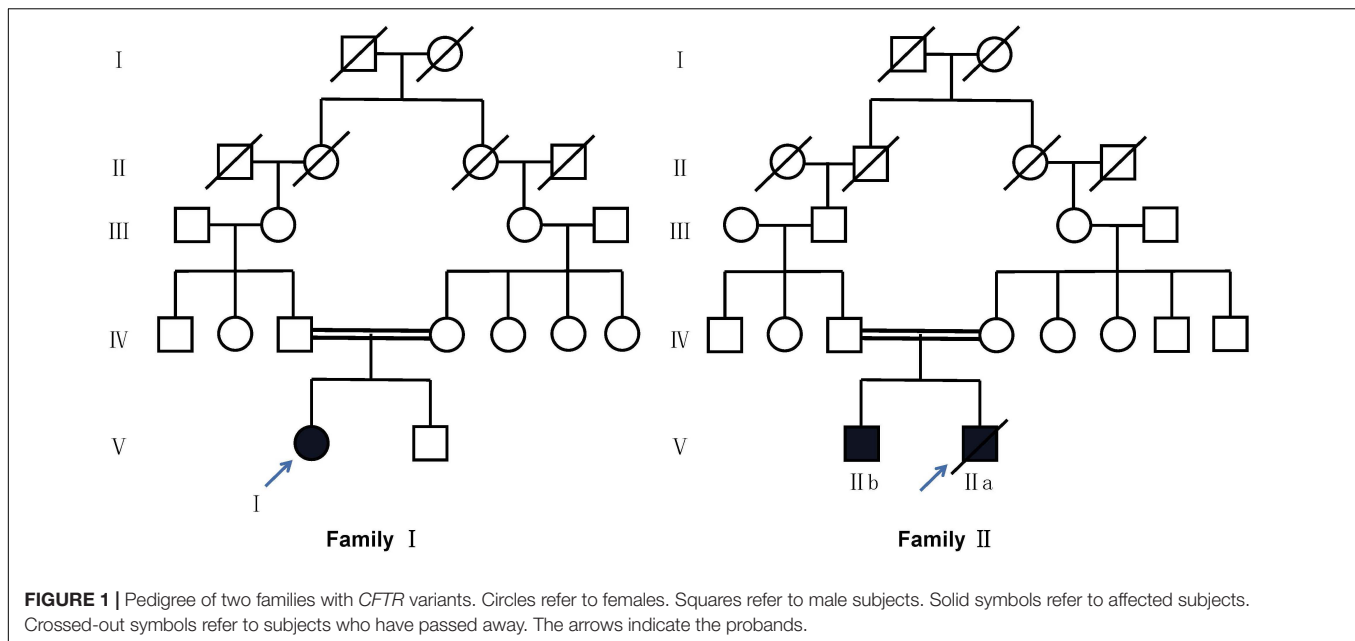 I I
II II
III III
IV IV
V V
I II b II a
Family I Family II
FIGURE 1 | Pedigree of two families with CFTR variants. Circles refer to females. Squares refer to male subjects. Solid symbols refer to affected subjects.
Crossed-out symbols refer to subjects who have passed away. The arrows indicate the probands.